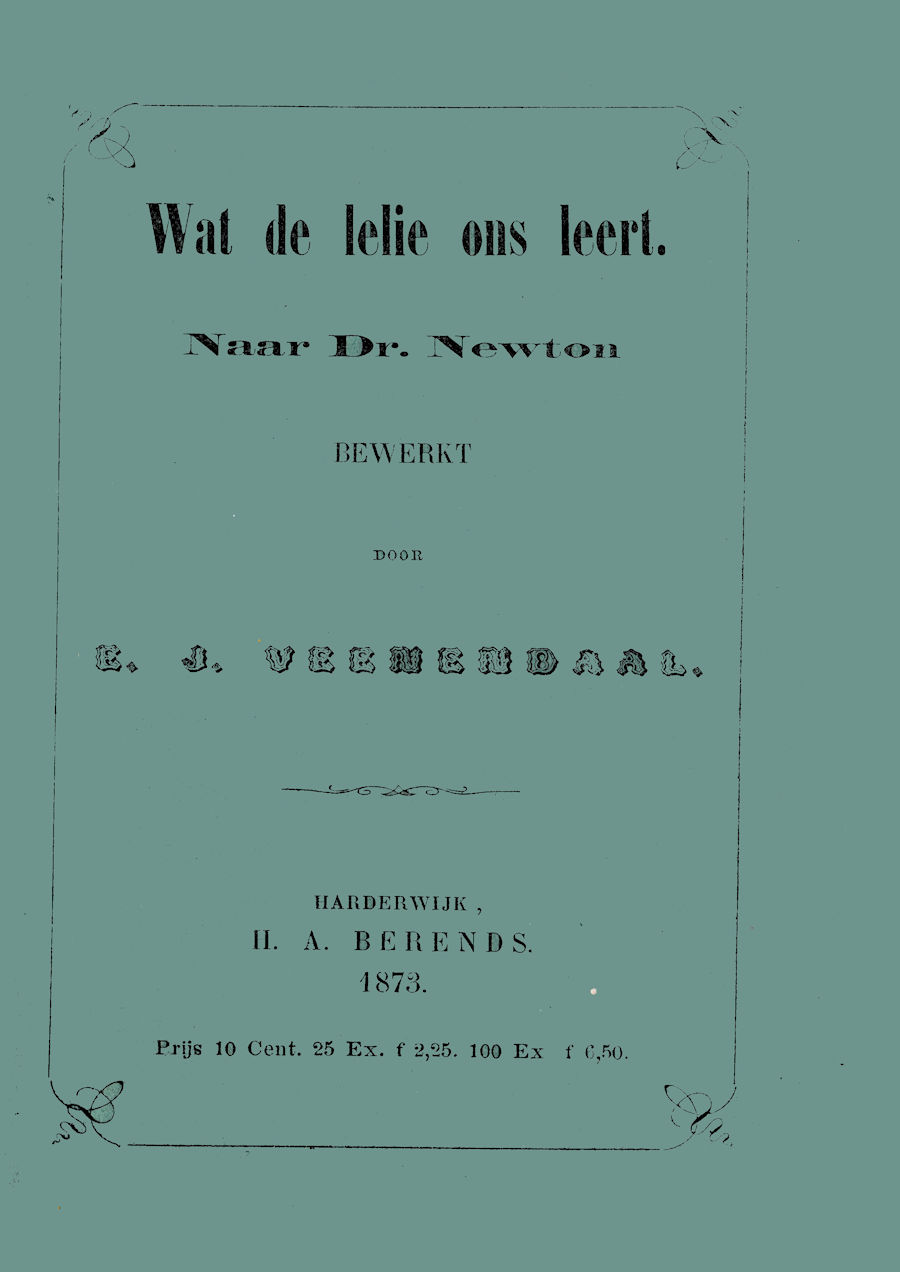 Wat de lelie ons leert.
Naar Dr. Newton
BEWERKT
DOOR
E. J. VEENENDAAL.
HARDERWIJK,
H. A. BERENDS.
1873.
Prijs 10 Cent. 25 Ex. f 2,25. 100 Ex f 6,50.